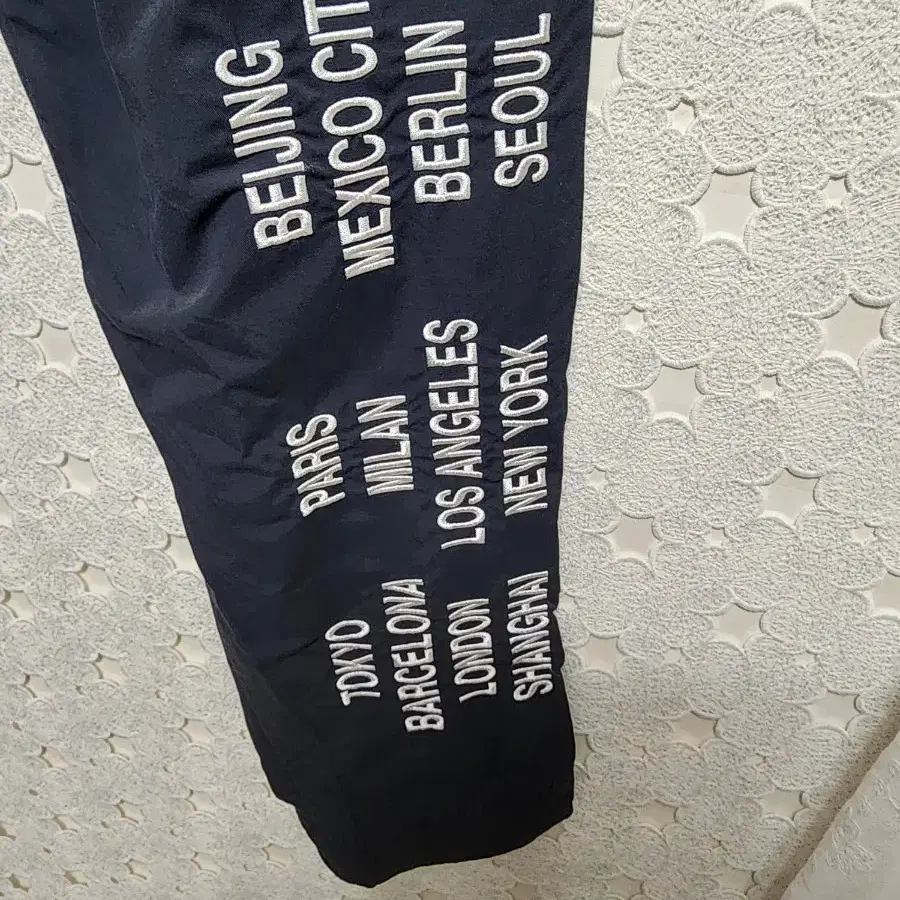 BEIJING
MEXICO CIT
BERLIN
SEOUL
PARIS
MILAN
LOS ANGELES
NEW YORK
TOKYO
BARCELONA
LONDON
SHANGHAI